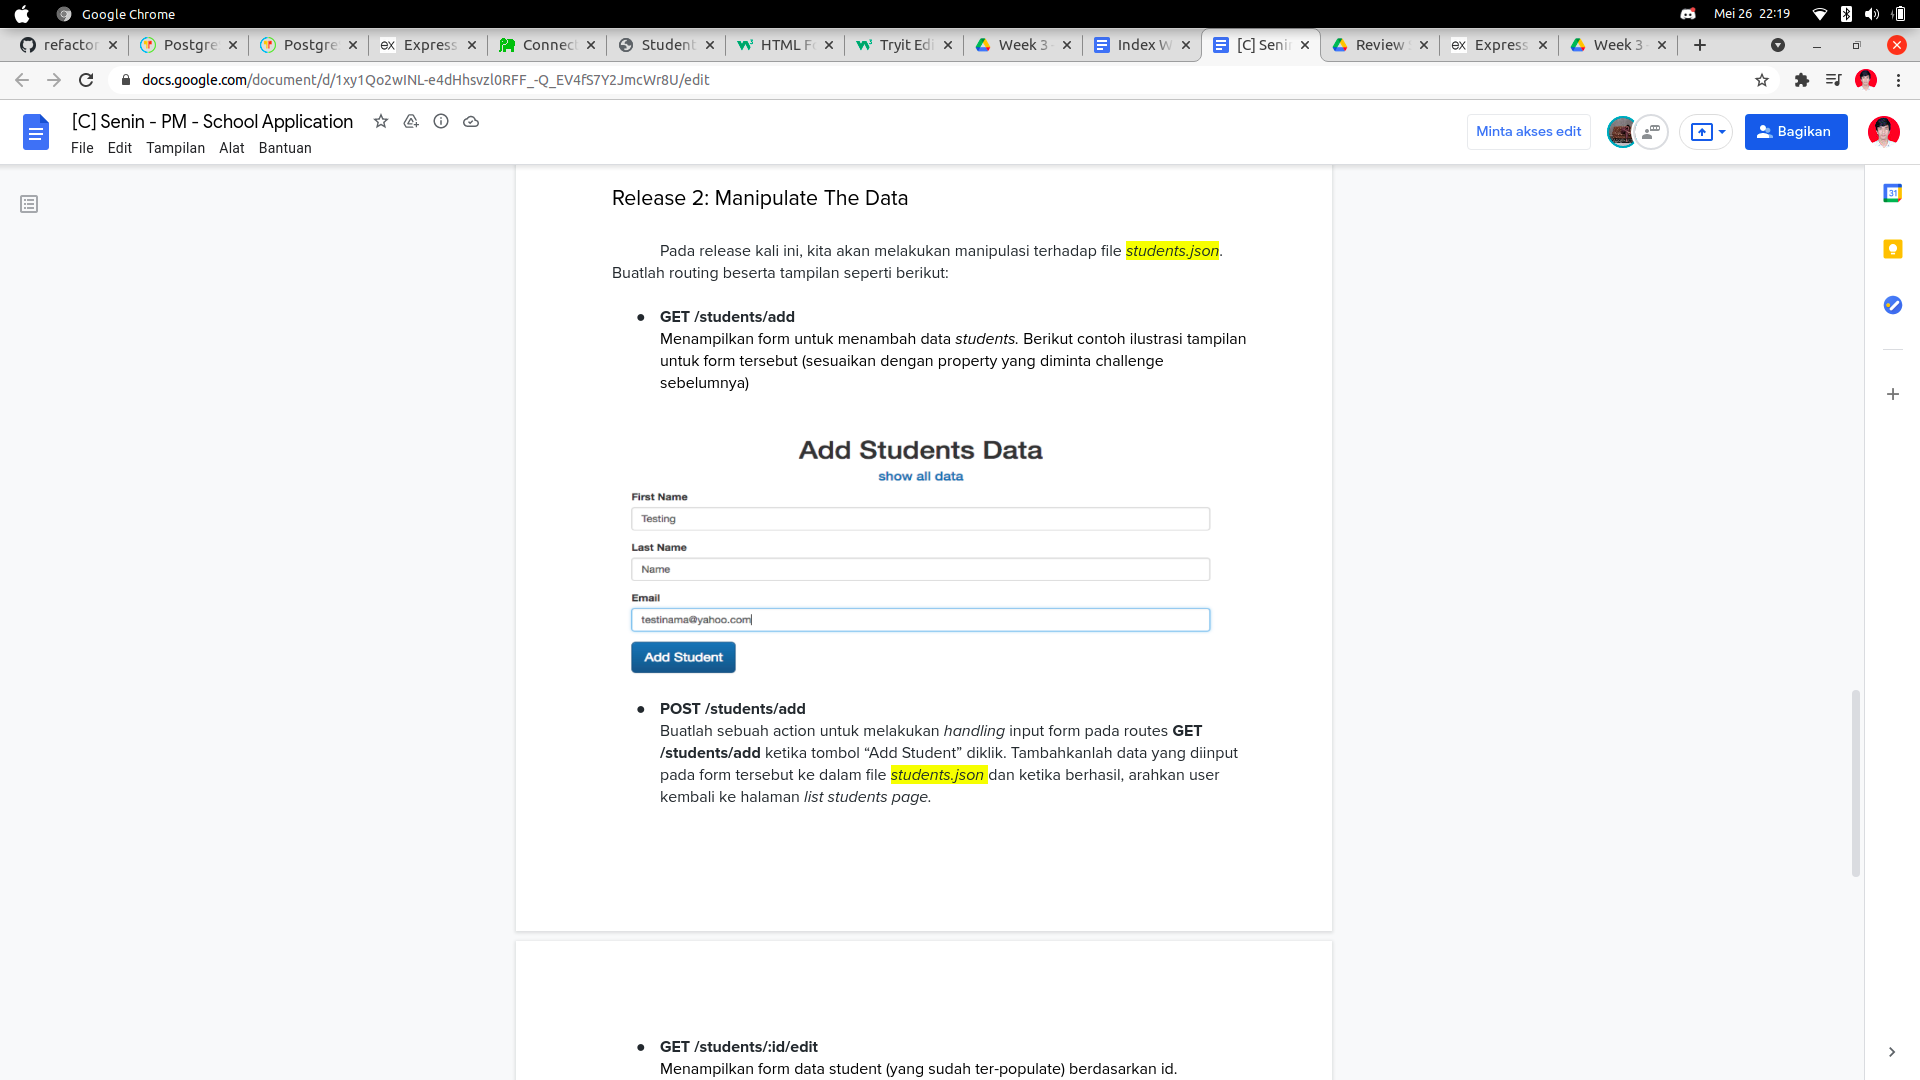 Google Chrome
Mei 26 22:19
refactor
Postgre
Postgre
Express
Connect
Student
HTML Fo
Tryit Edi
Week 3 -
Index W
[C] Senin
Review
Express
Week 3 -
docs.google.com/document/d/1xy1Qo2wINL-e4dHhsvzl0RFF_-Q_EV4fS7Y2JmcWr8U/edit
[C] Senin - PM - School Application
File Edit Tampilan Alat Bantuan
Minta akses edit
Bagikan
Release 2: Manipulate The Data
Pada release kali ini, kita akan melakukan manipulasi terhadap file students.json.
Buatlah routing beserta tampilan seperti berikut:
● GET /students/add
Menampilkan form untuk menambah data students. Berikut contoh ilustrasi tampilan
untuk form tersebut (sesuaikan dengan property yang diminta challenge
sebelumnya)
Add Students Data
show all data
First Name
Testing
Last Name
Name
Email
testinama@yahoo.com
Add Student
● POST /students/add
Buatlah sebuah action untuk melakukan handling input form pada routes GET
/students/add ketika tombol “Add Student” diklik. Tambahkanlah data yang diinput
pada form tersebut ke dalam file students.json dan ketika berhasil, arahkan user
kembali ke halaman list students page.
● GET /students/:id/edit
Menampilkan form data student (yang sudah ter-populate) berdasarkan id.
31